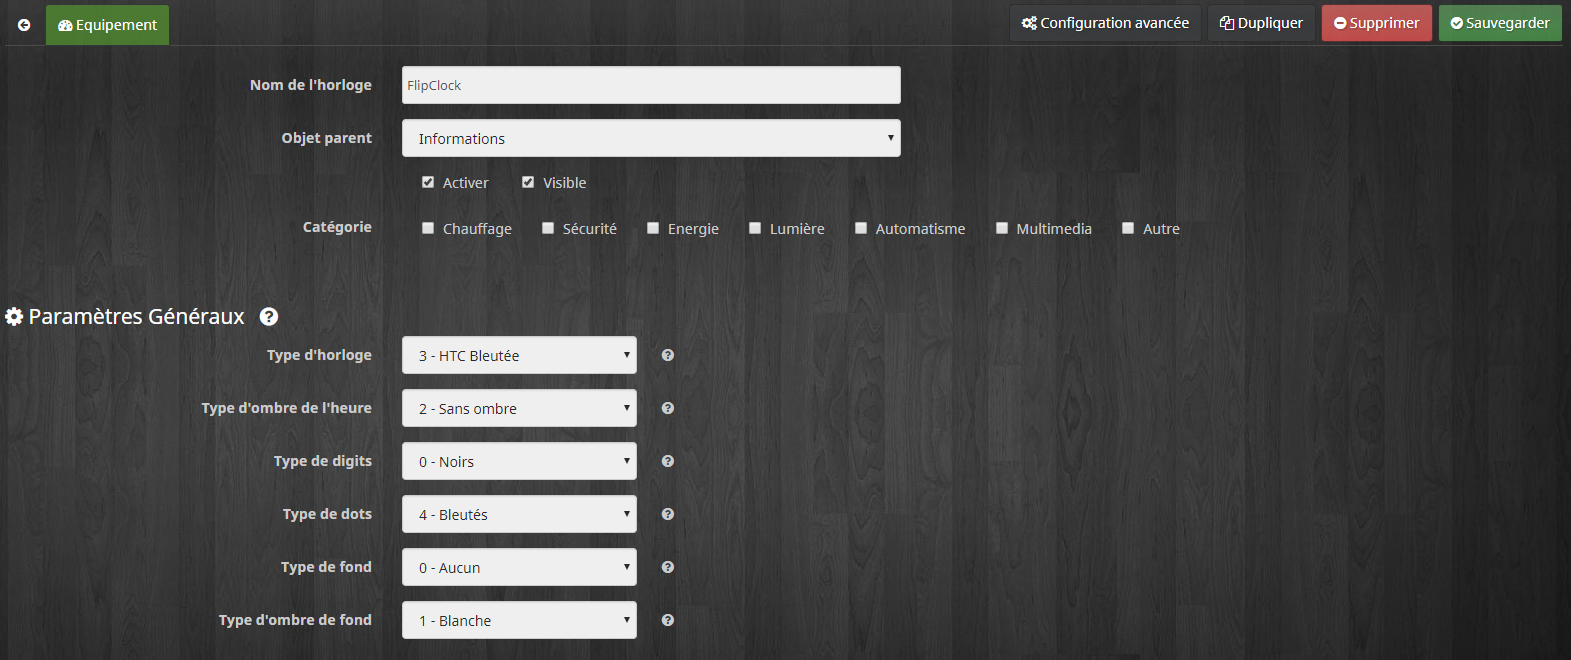 Equipement Configuration avancée Dupliquer Supprimer Sauvegarder
Nom de l'horloge FlipClock
Objet parent Informations
Activer Visible
Catégorie Chauffage Sécurité Energie Lumière Automatisme Multimedia Autre
Paramètres Généraux
Type d'horloge 3 - HTC Bleutée
Type d'ombre de l'heure 2 - Sans ombre
Type de digits 0 - Noirs
Type de dots 4 - Bleutés
Type de fond 0 - Aucun
Type d'ombre de fond 1 - Blanche